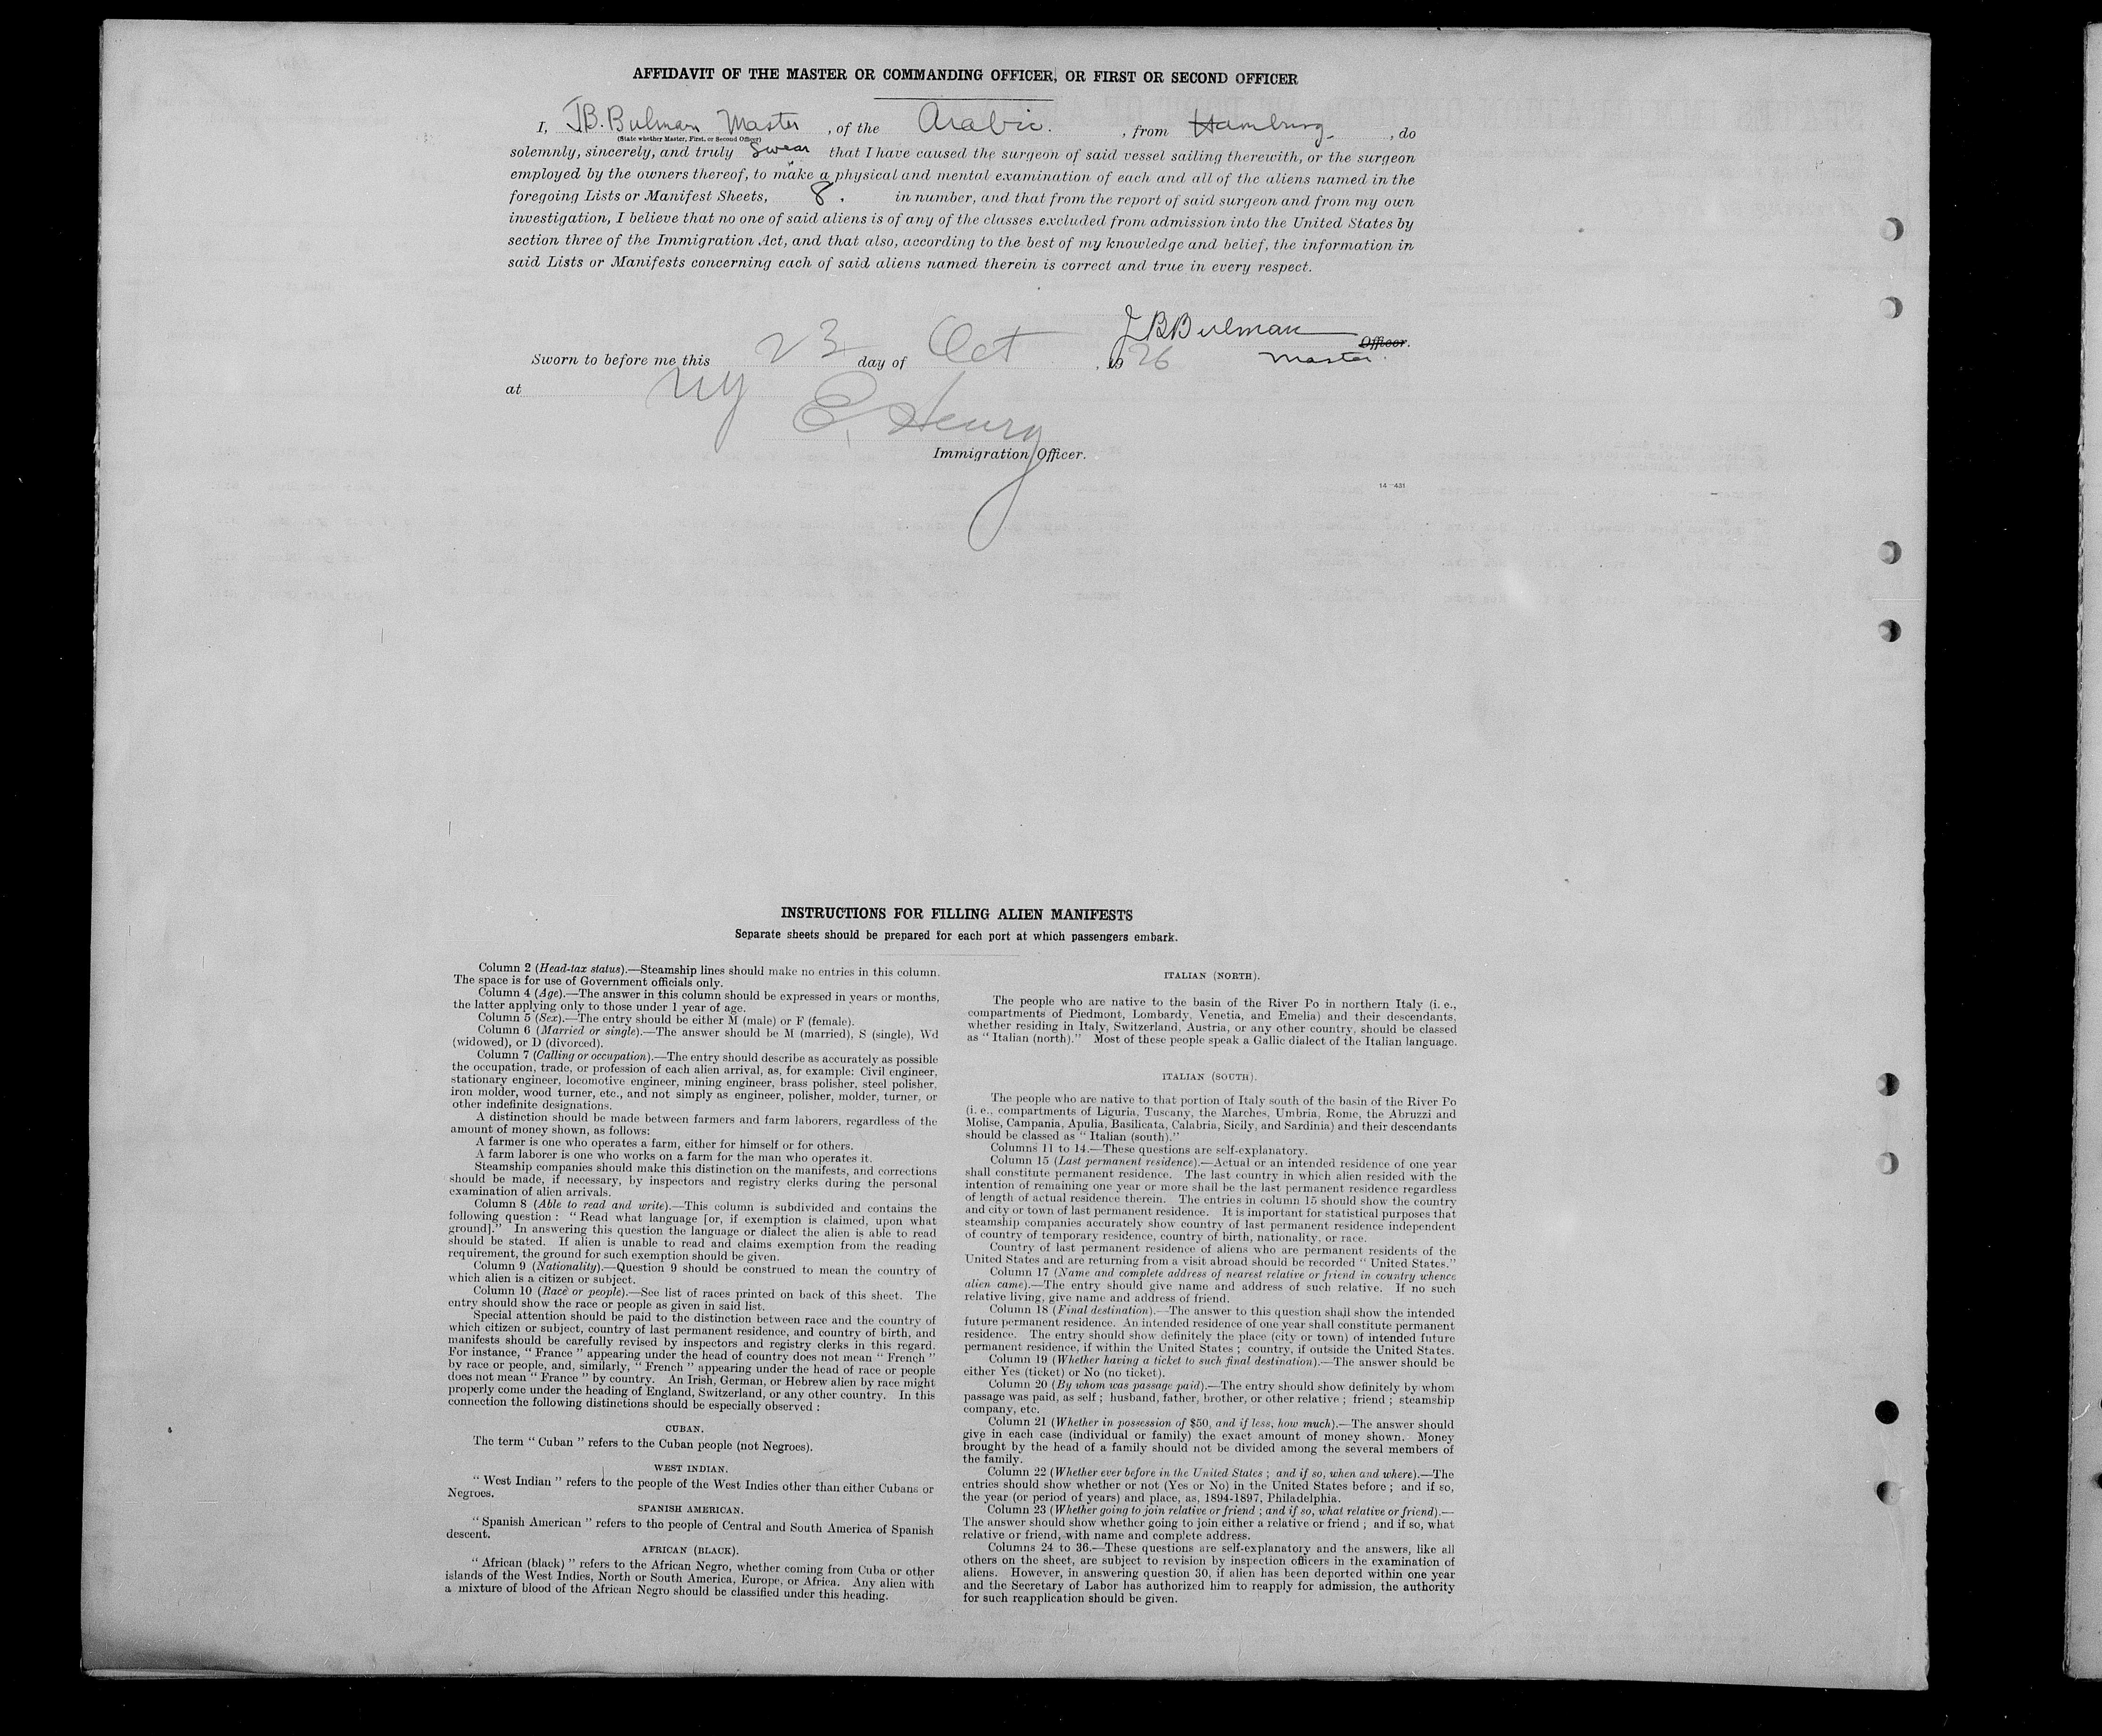 AFFIDAVIT OF THE MASTER OR COMMANDING OFFICER, OR FIRST OR SECOND OFFICER
I, J.B. Bulman Master , of the Arabic. , from Hamburg. , do
(State whether Master, First, or Second Officer)
solemnly, sincerely, and truly swear that I have caused the surgeon of said vessel sailing therewith, or the surgeon
employed by the owners thereof, to make a physical and mental examination of each and all of the aliens named in the
foregoing Lists or Manifest Sheets, 8. in number, and that from the report of said surgeon and from my own
investigation, I believe that no one of said aliens is of any of the classes excluded from admission into the United States by
section three of the Immigration Act, and that also, according to the best of my knowledge and belief, the information in
said Lists or Manifests concerning each of said aliens named therein is correct and true in every respect.
J B Bulman
Officer.
Sworn to before me this 23 day of Oct , 1926 Master.
at NY
E. Henry
Immigration Officer.
14—431
INSTRUCTIONS FOR FILLING ALIEN MANIFESTS
Separate sheets should be prepared for each port at which passengers embark.
Column 2 (Head-tax status).—Steamship lines should make no entries in this column.
The space is for use of Government officials only.
Column 4 (Age).—The answer in this column should be expressed in years or months,
the latter applying only to those under 1 year of age.
Column 5 (Sex).—The entry should be either M (male) or F (female).
Column 6 (Married or single).—The answer should be M (married), S (single), Wd
(widowed), or D (divorced).
Column 7 (Calling or occupation).—The entry should describe as accurately as possible
the occupation, trade, or profession of each alien arrival, as, for example: Civil engineer,
stationary engineer, locomotive engineer, mining engineer, brass polisher, steel polisher,
iron molder, wood turner, etc., and not simply as engineer, polisher, molder, turner, or
other indefinite designations.
A distinction should be made between farmers and farm laborers, regardless of the
amount of money shown, as follows:
A farmer is one who operates a farm, either for himself or for others.
A farm laborer is one who works on a farm for the man who operates it.
Steamship companies should make this distinction on the manifests, and corrections
should be made, if necessary, by inspectors and registry clerks during the personal
examination of alien arrivals.
Column 8 (Able to read and write).—This column is subdivided and contains the
following question : “ Read what language [or, if exemption is claimed, upon what
ground].” In answering this question the language or dialect the alien is able to read
should be stated. If alien is unable to read and claims exemption from the reading
requirement, the ground for such exemption should be given.
Column 9 (Nationality).—Question 9 should be construed to mean the country of
which alien is a citizen or subject.
Column 10 (Race or people).—See list of races printed on back of this sheet. The
entry should show the race or people as given in said list.
Special attention should be paid to the distinction between race and the country of
which citizen or subject, country of last permanent residence, and country of birth, and
manifests should be carefully revised by inspectors and registry clerks in this regard.
For instance, “ France ” appearing under the head of country does not mean “ French ”
by race or people, and, similarly, “ French ” appearing under the head of race or people
does not mean “ France ” by country. An Irish, German, or Hebrew alien by race might
properly come under the heading of England, Switzerland, or any other country. In this
connection the following distinctions should be especially observed :
CUBAN.
The term “ Cuban ” refers to the Cuban people (not Negroes).
WEST INDIAN.
“ West Indian ” refers to the people of the West Indies other than either Cubans or
Negroes.
SPANISH AMERICAN.
“ Spanish American ” refers to the people of Central and South America of Spanish
descent.
AFRICAN (BLACK).
“ African (black) ” refers to the African Negro, whether coming from Cuba or other
islands of the West Indies, North or South America, Europe, or Africa. Any alien with
a mixture of blood of the African Negro should be classified under this heading.
ITALIAN (NORTH).
The people who are native to the basin of the River Po in northern Italy (i. e.,
compartments of Piedmont, Lombardy, Venetia, and Emelia) and their descendants,
whether residing in Italy, Switzerland, Austria, or any other country, should be classed
as “ Italian (north).” Most of these people speak a Gallic dialect of the Italian language.
ITALIAN (SOUTH).
The people who are native to that portion of Italy south of the basin of the River Po
(i. e., compartments of Liguria, Tuscany, the Marches, Umbria, Rome, the Abruzzi and
Molise, Campania, Apulia, Basilicata, Calabria, Sicily, and Sardinia) and their descendants
should be classed as “ Italian (south).”
Columns 11 to 14.—These questions are self-explanatory.
Column 15 (Last permanent residence).—Actual or an intended residence of one year
shall constitute permanent residence. The last country in which alien resided with the
intention of remaining one year or more shall be the last permanent residence regardless
of length of actual residence therein. The entries in column 15 should show the country
and city or town of last permanent residence. It is important for statistical purposes that
steamship companies accurately show country of last permanent residence independent
of country of temporary residence, country of birth, nationality, or race.
Country of last permanent residence of aliens who are permanent residents of the
United States and are returning from a visit abroad should be recorded “ United States.”
Column 17 (Name and complete address of nearest relative or friend in country whence
alien came).—The entry should give name and address of such relative. If no such
relative living, give name and address of friend.
Column 18 (Final destination).—The answer to this question shall show the intended
future permanent residence. An intended residence of one year shall constitute permanent
residence. The entry should show definitely the place (city or town) of intended future
permanent residence, if within the United States ; country, if outside the United States.
Column 19 (Whether having a ticket to such final destination).—The answer should be
either Yes (ticket) or No (no ticket).
Column 20 (By whom was passage paid).—The entry should show definitely by whom
passage was paid, as self ; husband, father, brother, or other relative ; friend ; steamship
company, etc.
Column 21 (Whether in possession of $50, and if less, how much).—The answer should
give in each case (individual or family) the exact amount of money shown. Money
brought by the head of a family should not be divided among the several members of
the family.
Column 22 (Whether ever before in the United States ; and if so, when and where).—The
entries should show whether or not (Yes or No) in the United States before ; and if so,
the year (or period of years) and place, as, 1894-1897, Philadelphia.
Column 23 (Whether going to join relative or friend ; and if so, what relative or friend).—
The answer should show whether going to join either a relative or friend ; and if so, what
relative or friend, with name and complete address.
Columns 24 to 36.—These questions are self-explanatory and the answers, like all
others on the sheet, are subject to revision by inspection officers in the examination of
aliens. However, in answering question 30, if alien has been deported within one year
and the Secretary of Labor has authorized him to reapply for admission, the authority
for such reapplication should be given.